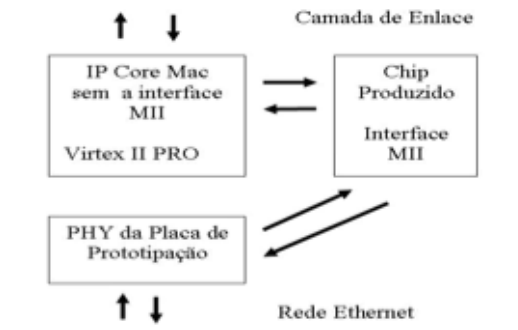 Camada de Enlace
IP Core Mac
sem a interface
MII
Virtex II PRO
Chip
Produzido
Interface
MII
PHY da Placa de
Prototipação
Rede Ethernet